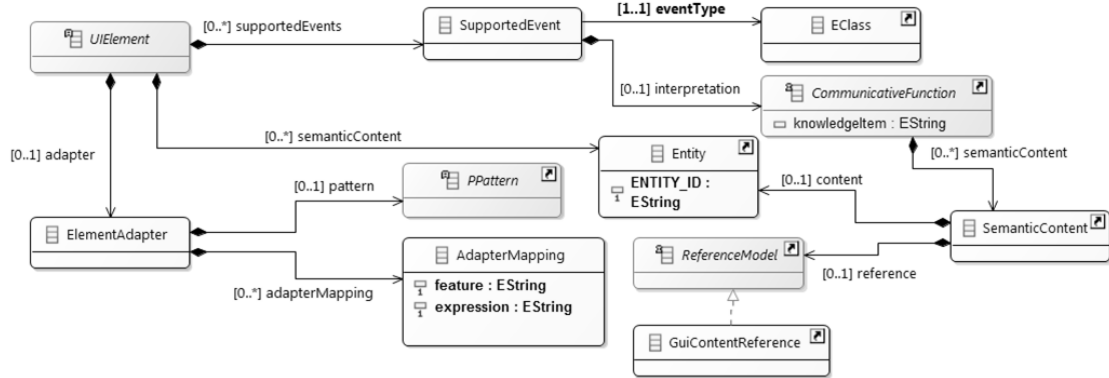 [1..1] eventType
UIElement
[0..*] supportedEvents
SupportedEvent
EClass
[0..1] interpretation
CommunicativeFunction
knowledgeItem : EString
[0..*] semanticContent
[0..1] adapter
[0..*] semanticContent
Entity
ENTITY_ID :
EString
[0..1] pattern
PPattern
[0..1] content
ElementAdapter
SemanticContent
AdapterMapping
feature : EString
expression : EString
[0..*] adapterMapping
ReferenceModel
[0..1] reference
GuiContentReference